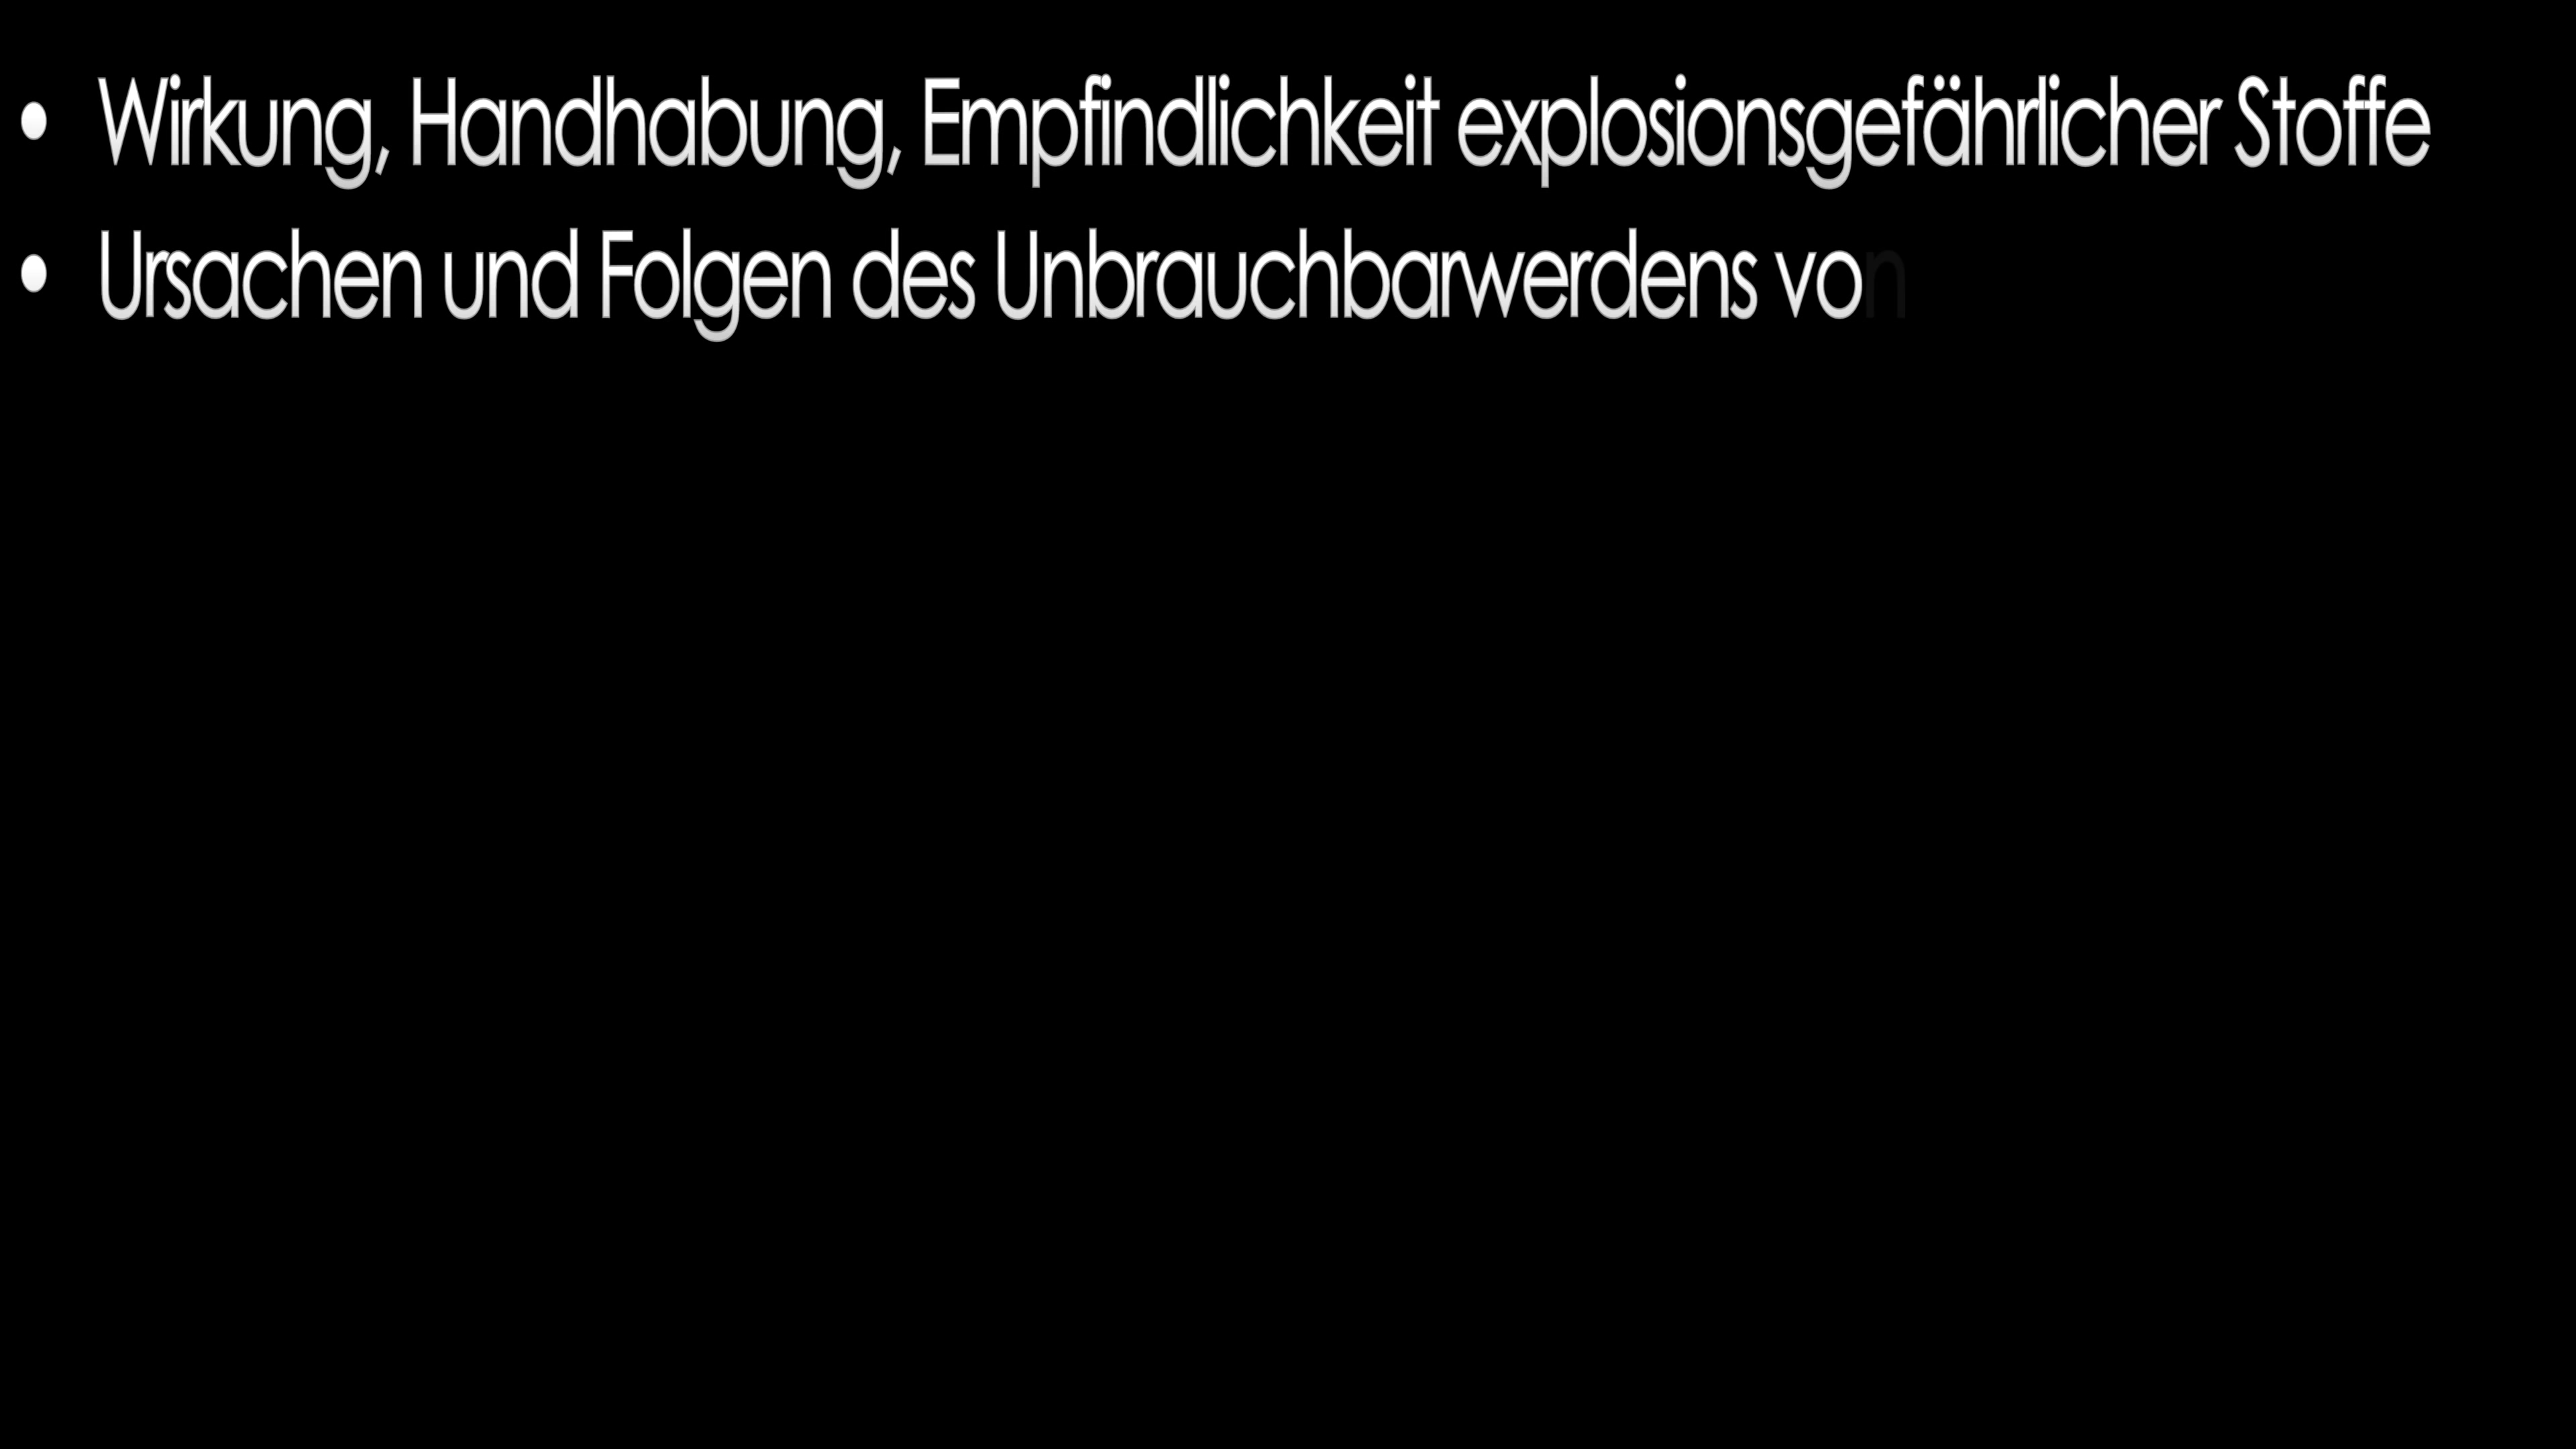 • Wirkung, Handhabung, Empfindlichkeit explosionsgefährlicher Stoffe
• Ursachen und Folgen des Unbrauchbarwerdens von